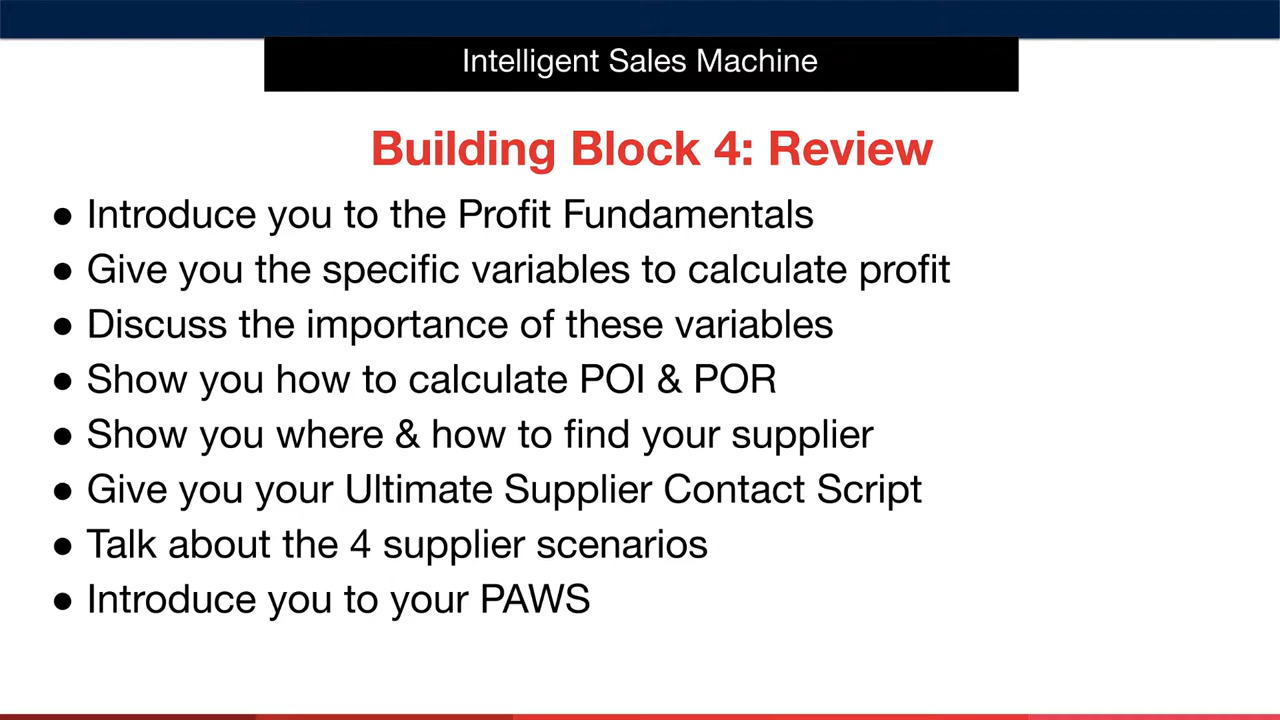 Intelligent Sales Machine
Building Block 4: Review
● Introduce you to the Profit Fundamentals
● Give you the specific variables to calculate profit
● Discuss the importance of these variables
● Show you how to calculate POI & POR
● Show you where & how to find your supplier
● Give you your Ultimate Supplier Contact Script
● Talk about the 4 supplier scenarios
● Introduce you to your PAWS